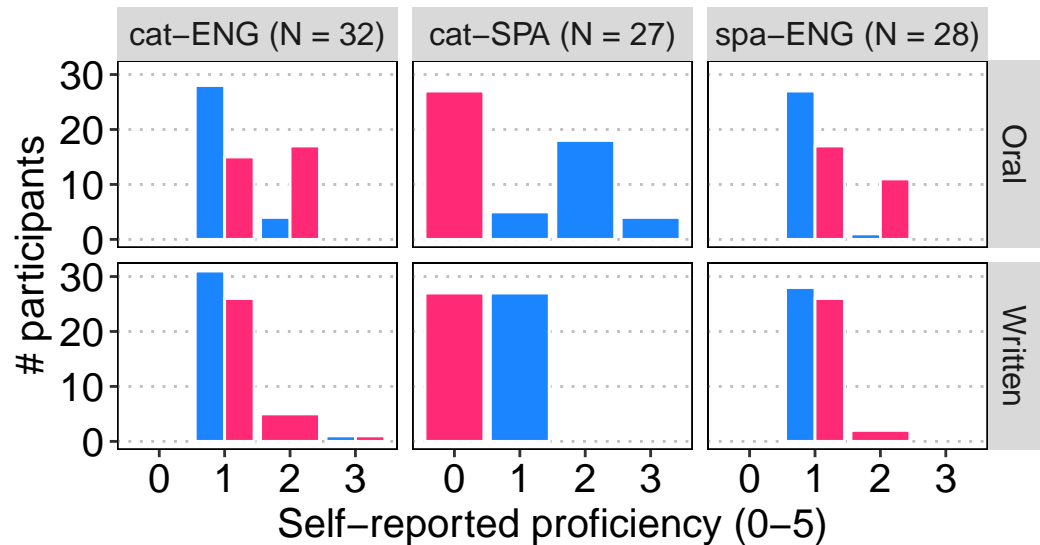 cat−ENG (N = 32) cat−SPA (N = 27) spa−ENG (N = 28)
# participants
30
20
10
0
Oral
30
20
10
0
Written
0 1 2 3 0 1 2 3 0 1 2 3
Self−reported proficiency (0−5)